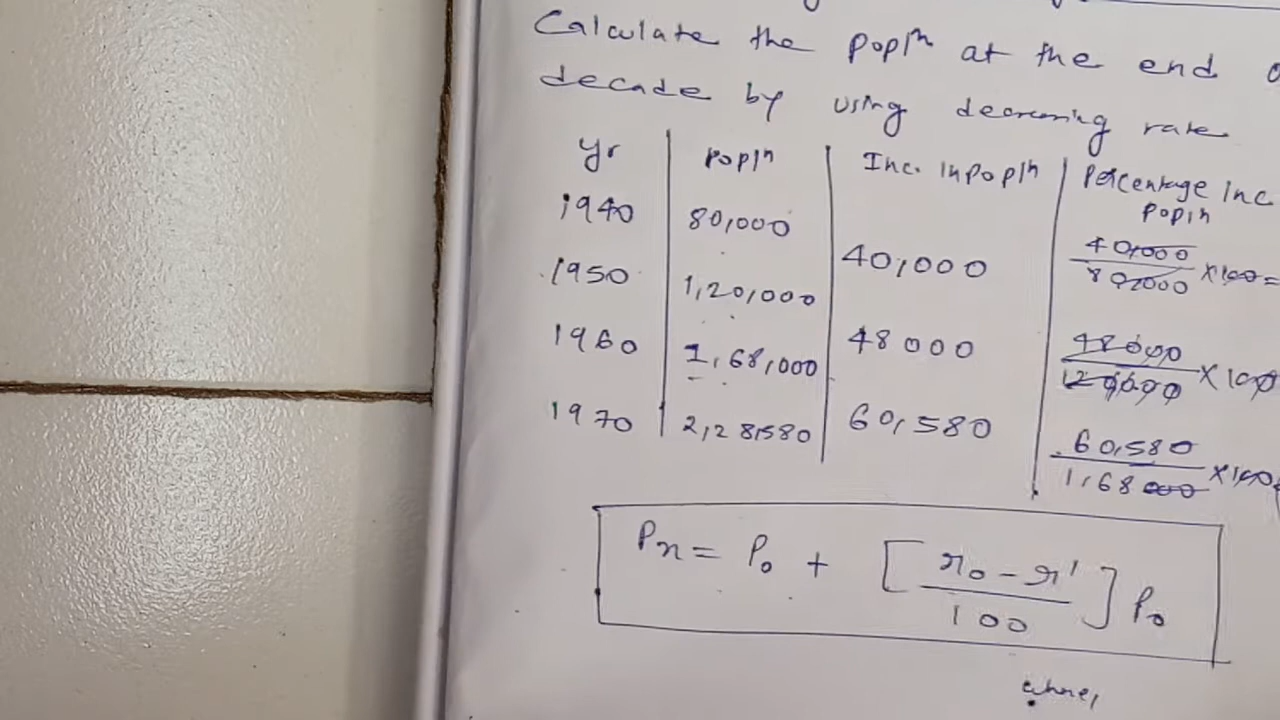 Calculate the popln at the end
decade by using decreasing rate
yr popln Inc. in popln Percentage inc
popln
1940 80,000
40,000 40,000/80,000 ×100=
1950 1,20,000
48000 48000/120000 ×100
1960 1,68,000
60,580 60,580/1,68000 ×100
1970 2,28,580
Pn = P0 + [r0 - r'/100] P0
where,